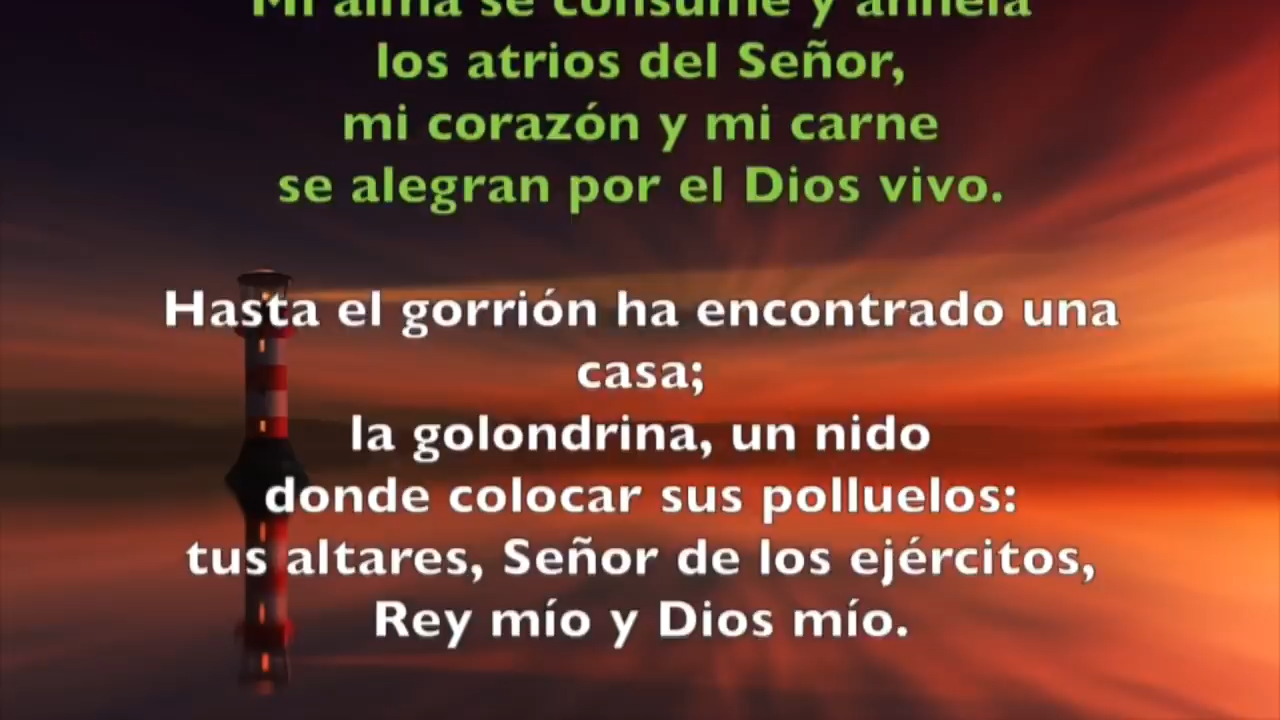 Mi alma se consume y anhela
los atrios del Señor,
mi corazón y mi carne
se alegran por el Dios vivo.
Hasta el gorrión ha encontrado una
casa;
la golondrina, un nido
donde colocar sus polluelos:
tus altares, Señor de los ejércitos,
Rey mío y Dios mío.